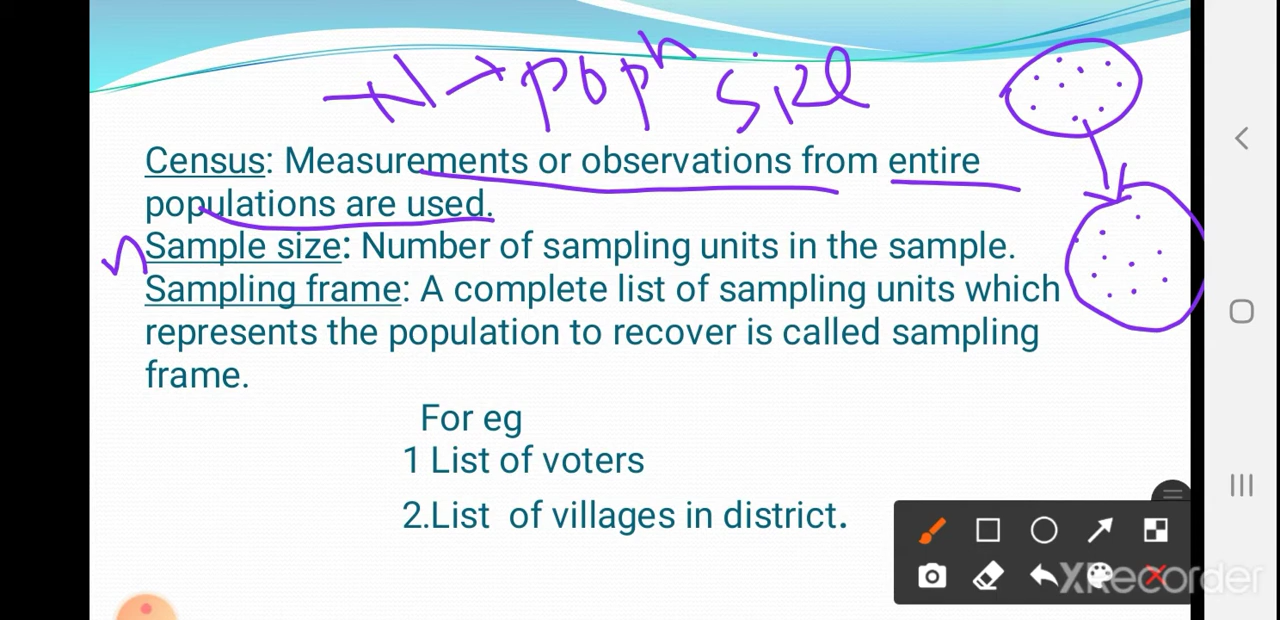 N → popn size
Census: Measurements or observations from entire
populations are used.
n Sample size: Number of sampling units in the sample.
Sampling frame: A complete list of sampling units which
represents the population to recover is called sampling
frame.
For eg
1 List of voters
2.List of villages in district.
XRecorder